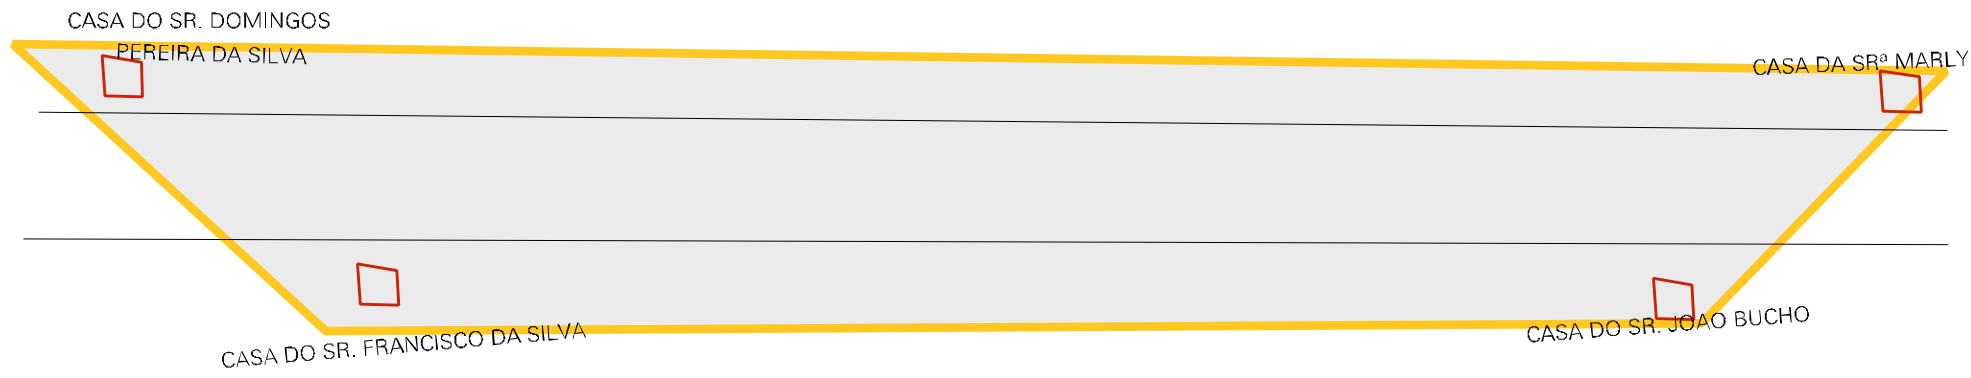 CASA DO SR. DOMINGOS
PEREIRA DA SILVA
CASA DA SRª MARLY
CASA DO SR. FRANCISCO DA SILVA
CASA DO SR. JOAO BUCHO